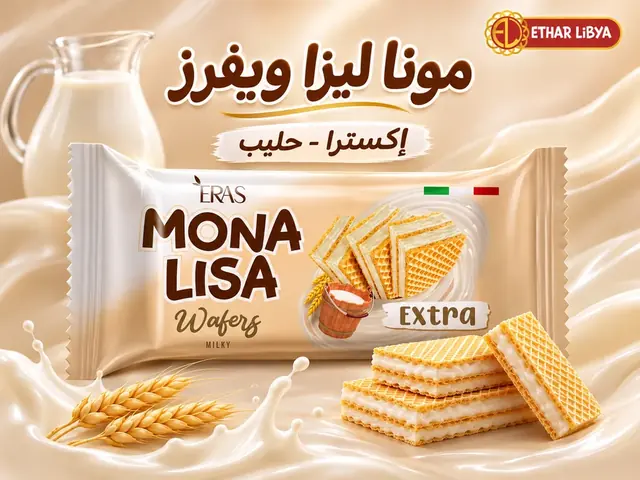 ETHAR LiBYA
مونا ليزا ويفرز
إكسترا - حليب
ERAS
MONA
LISA
Wafers
MILKY
Extra